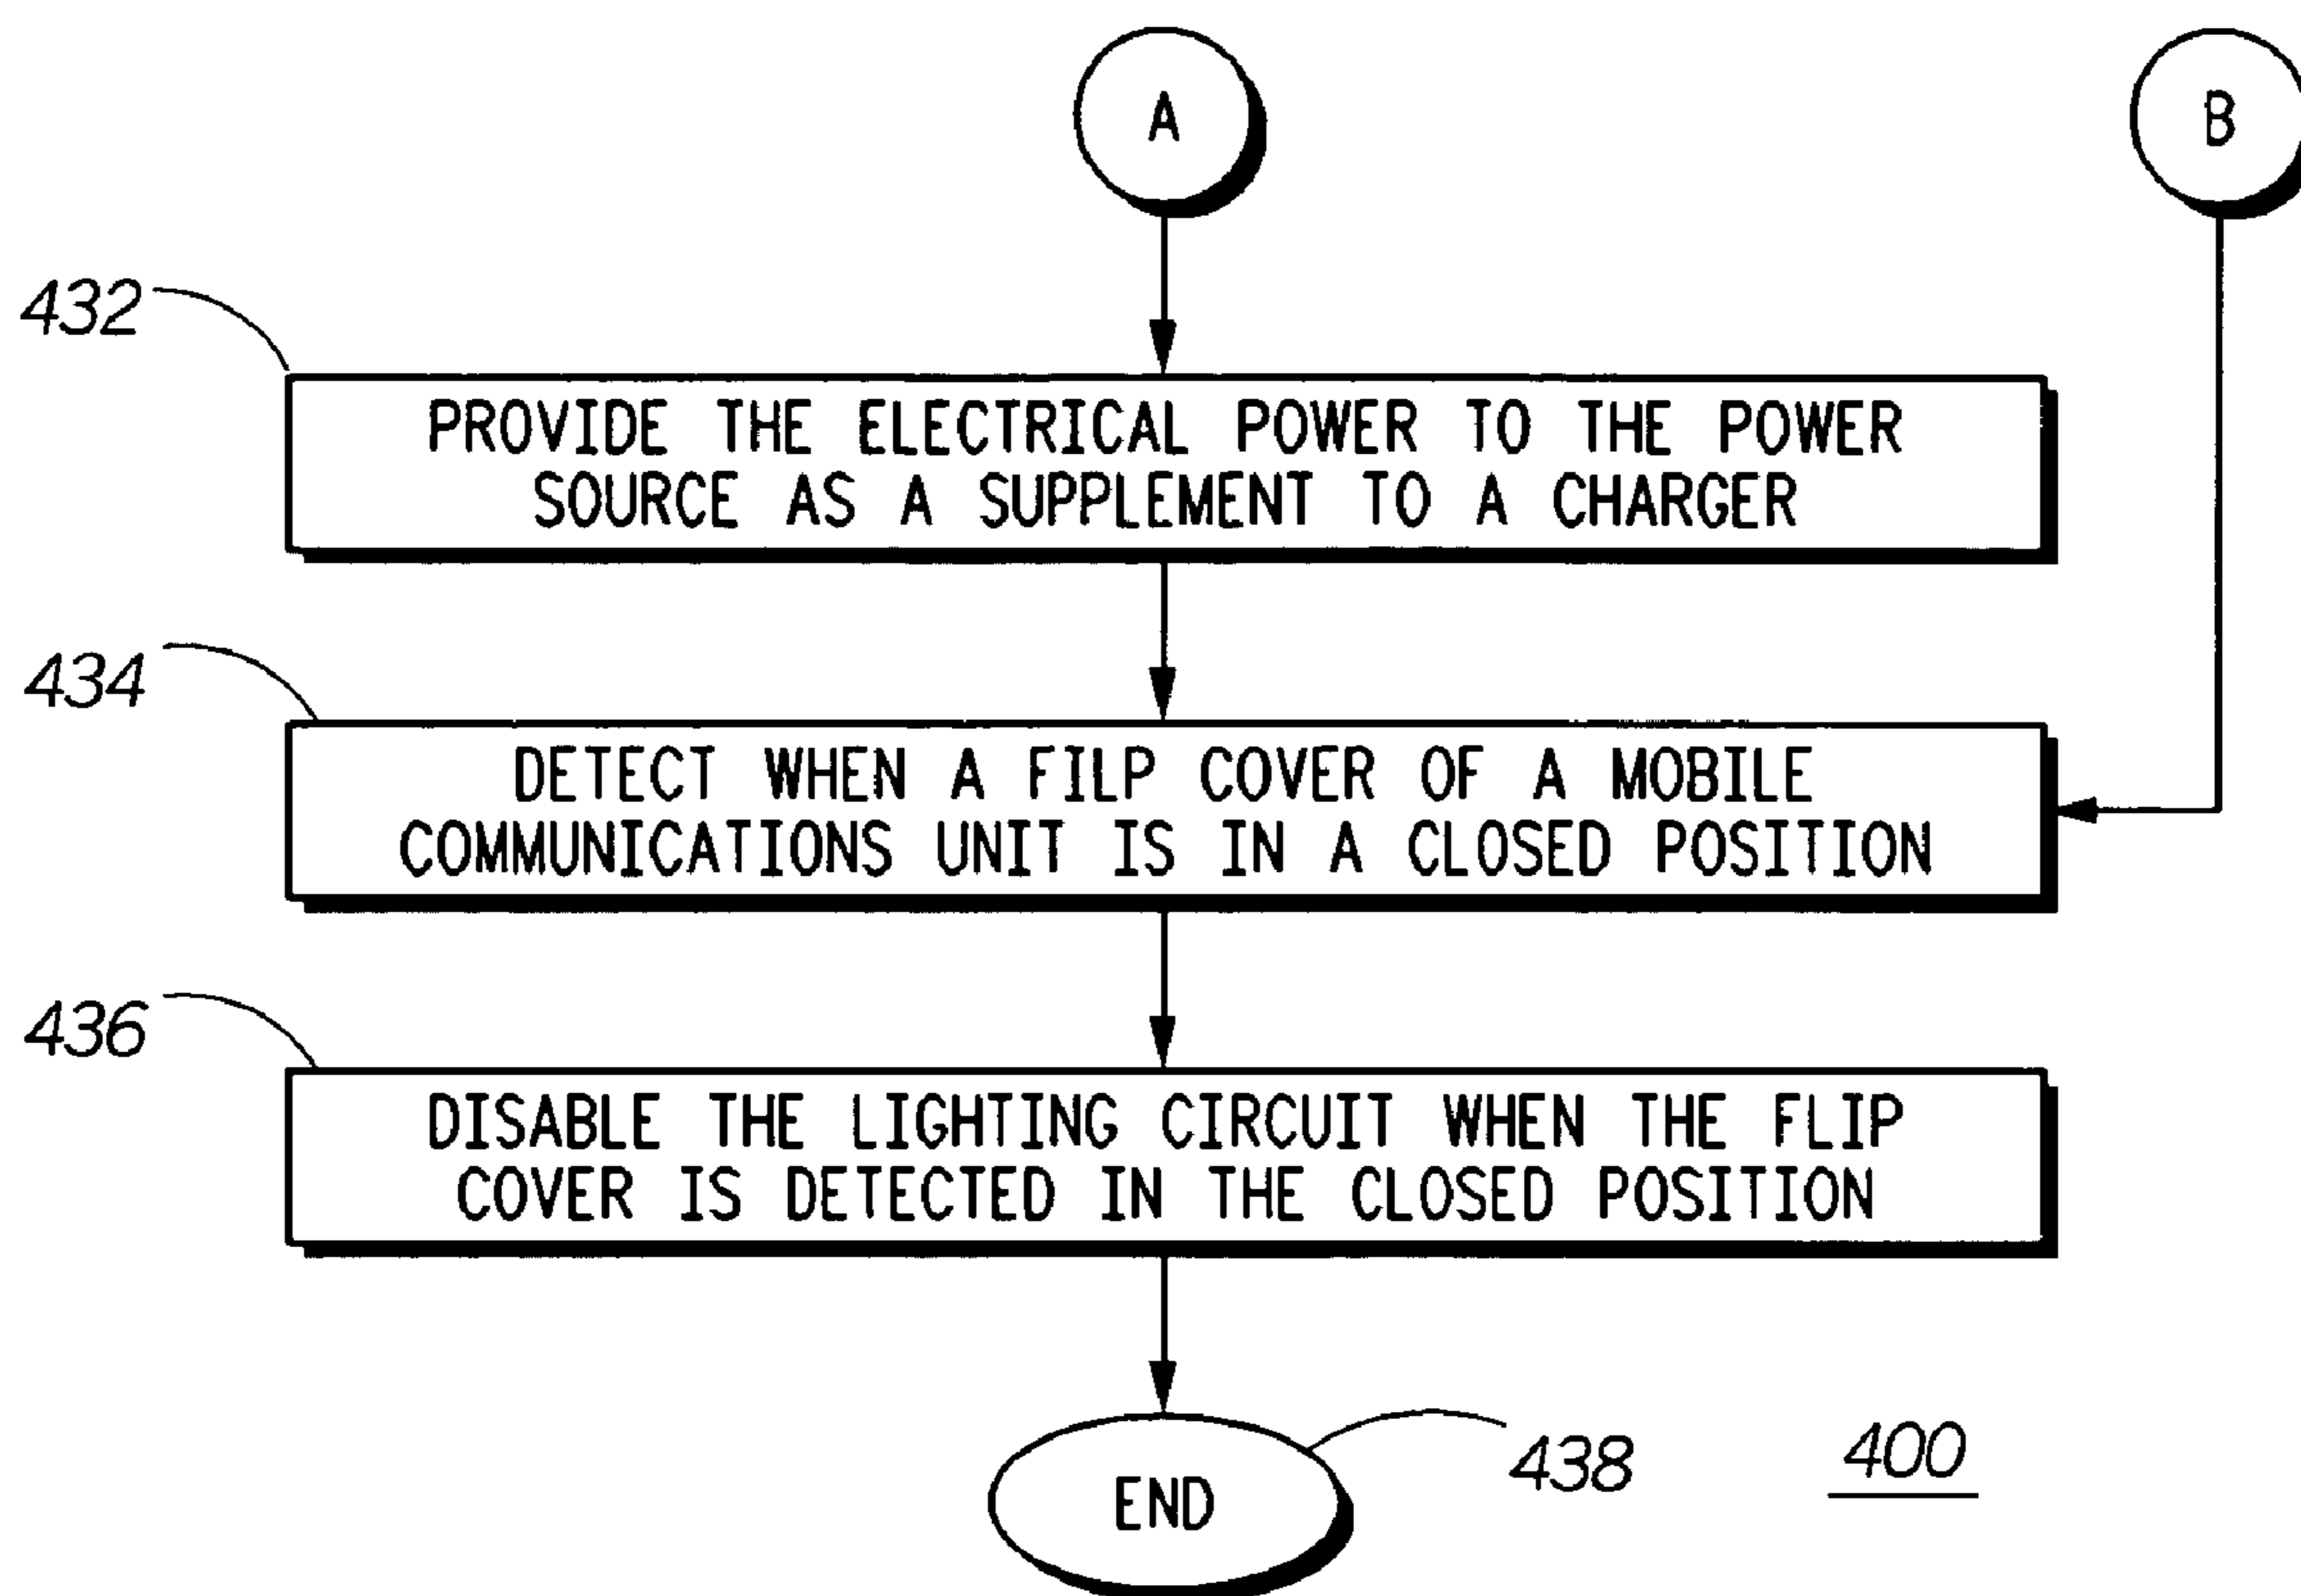 A
B
432
PROVIDE THE ELECTRICAL POWER TO THE POWER
SOURCE AS A SUPPLEMENT TO A CHARGER
434
DETECT WHEN A FILP COVER OF A MOBILE
COMMUNICATIONS UNIT IS IN A CLOSED POSITION
436
DISABLE THE LIGHTING CIRCUIT WHEN THE FLIP
COVER IS DETECTED IN THE CLOSED POSITION
END
438
400